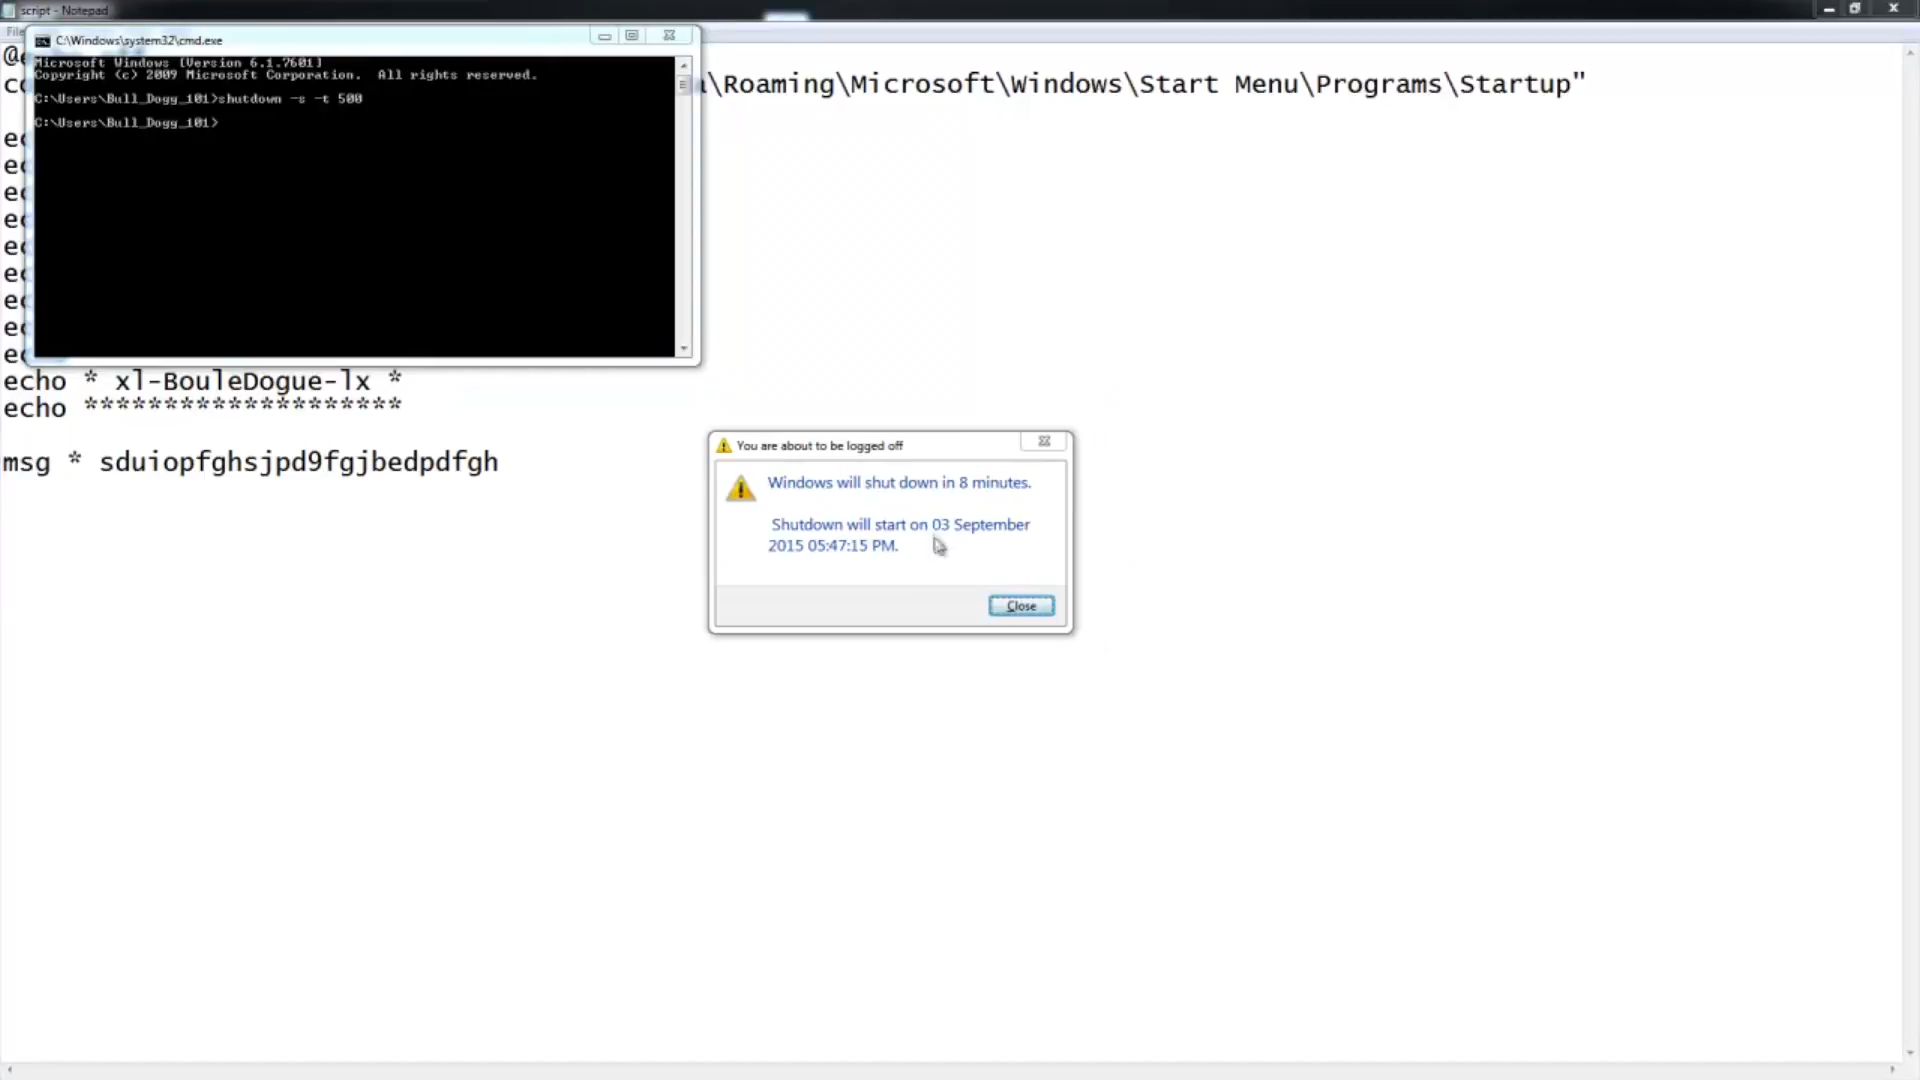 script - Notepad
C:\Windows\system32\cmd.exe
Microsoft Windows [Version 6.1.7601]
Copyright (c) 2009 Microsoft Corporation.  All rights reserved.
C:\Users\Bull_Dogg_101>shutdown -s -t 500
C:\Users\Bull_Dogg_101>
\Roaming\Microsoft\Windows\Start Menu\Programs\Startup"
echo * xl-BouleDogue-lx *
echo ********************
msg * sduiopfghsjpd9fgjbedpdfgh
You are about to be logged off
Windows will shut down in 8 minutes.
Shutdown will start on 03 September
2015 05:47:15 PM.
Close